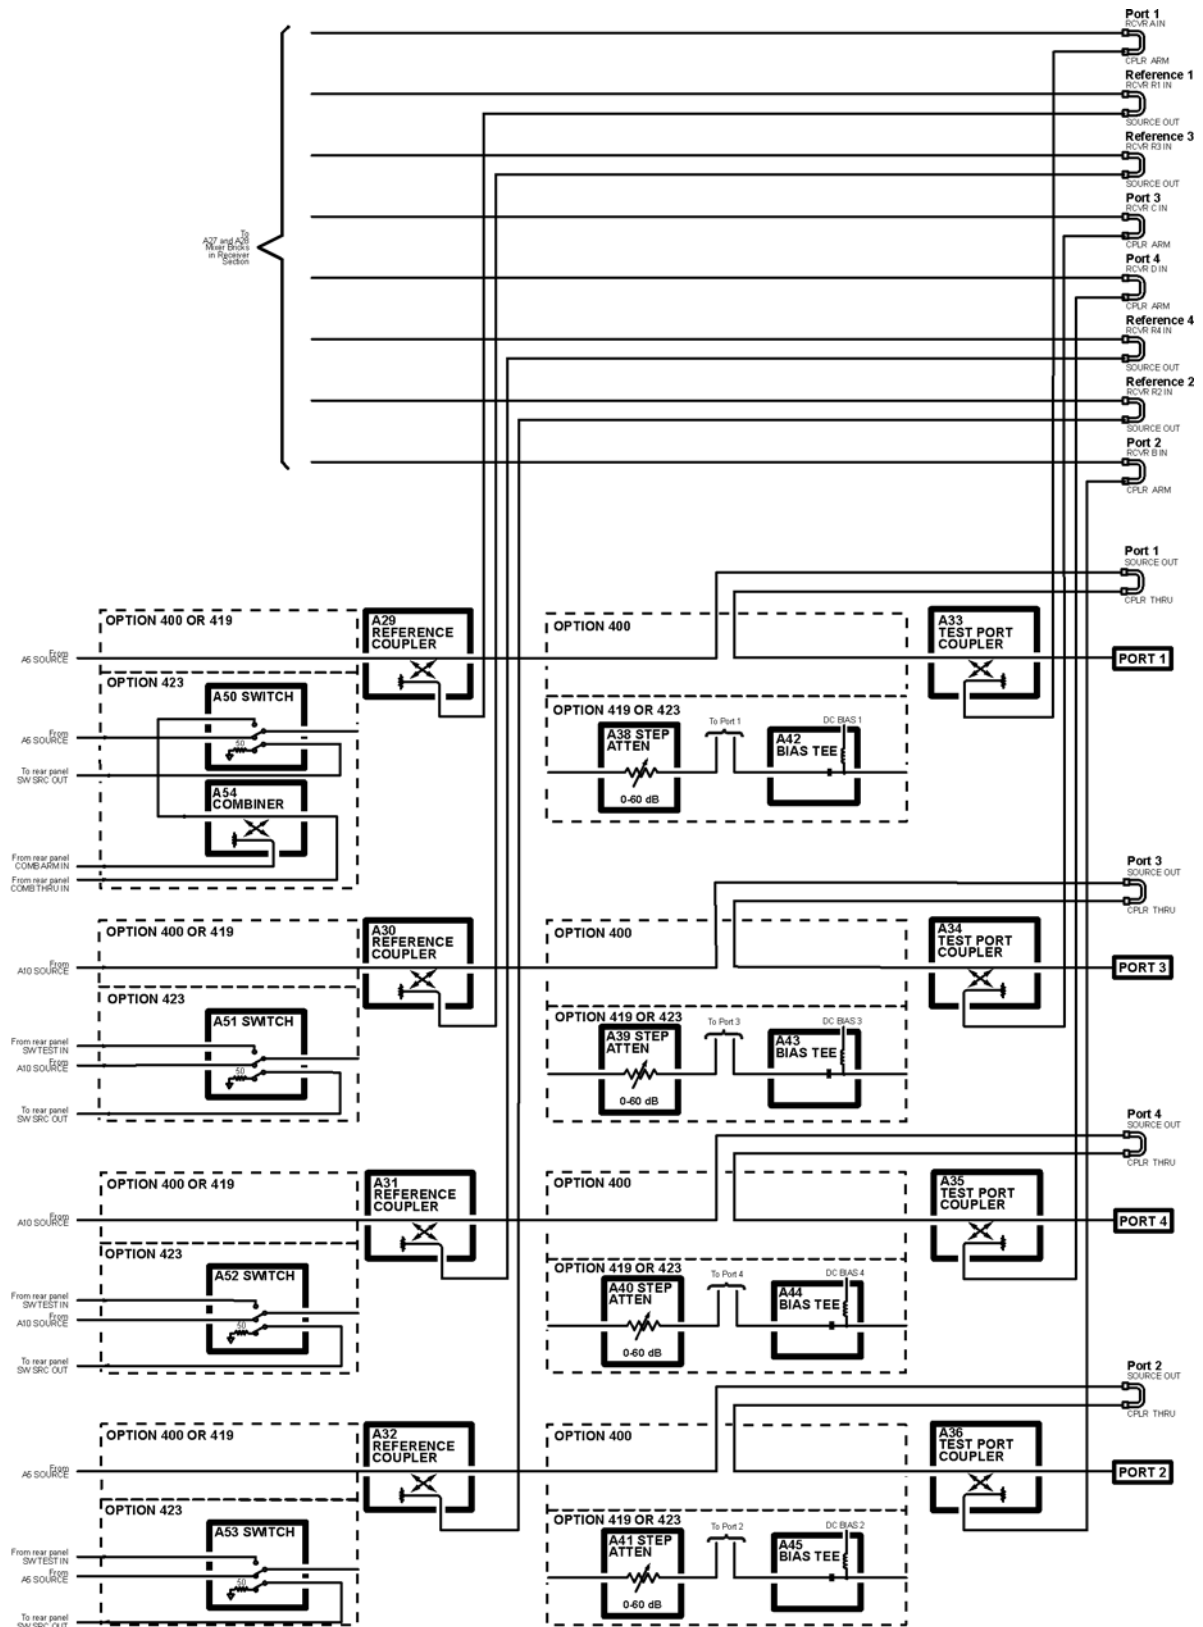 Port 1
RCVR A IN
CPLR ARM
Reference 1
RCVR R1 IN
SOURCE OUT
Reference 3
RCVR R3 IN
SOURCE OUT
Port 3
RCVR C IN
CPLR ARM
Port 4
RCVR D IN
CPLR ARM
Reference 4
RCVR R4 IN
SOURCE OUT
Reference 2
RCVR R2 IN
SOURCE OUT
Port 2
RCVR B IN
CPLR ARM
To
A27 and A28
Mixer Bricks
in Receiver
Section
Port 1
SOURCE OUT
CPLR THRU
OPTION 400 OR 419
From
A5 SOURCE
A29
REFERENCE
COUPLER
OPTION 400
A33
TEST PORT
COUPLER
PORT 1
OPTION 423
A50 SWITCH
From
A5 SOURCE
50
To rear panel
SW SRC OUT
A54
COMBINER
From rear panel
COMB ARM IN
From rear panel
COMB THRU IN
OPTION 419 OR 423
A38 STEP
ATTEN
0-60 dB
To Port 1
DC BIAS 1
A42
BIAS TEE
Port 3
SOURCE OUT
CPLR THRU
OPTION 400 OR 419
From
A10 SOURCE
A30
REFERENCE
COUPLER
OPTION 400
A34
TEST PORT
COUPLER
PORT 3
OPTION 423
A51 SWITCH
From rear panel
SW TEST IN
From
A10 SOURCE
50
To rear panel
SW SRC OUT
OPTION 419 OR 423
A39 STEP
ATTEN
0-60 dB
To Port 3
DC BIAS 3
A43
BIAS TEE
Port 4
SOURCE OUT
CPLR THRU
OPTION 400 OR 419
From
A10 SOURCE
A31
REFERENCE
COUPLER
OPTION 400
A35
TEST PORT
COUPLER
PORT 4
OPTION 423
A52 SWITCH
From rear panel
SW TEST IN
From
A10 SOURCE
50
To rear panel
SW SRC OUT
OPTION 419 OR 423
A40 STEP
ATTEN
0-60 dB
To Port 4
DC BIAS 4
A44
BIAS TEE
Port 2
SOURCE OUT
CPLR THRU
OPTION 400 OR 419
From
A5 SOURCE
A32
REFERENCE
COUPLER
OPTION 400
A36
TEST PORT
COUPLER
PORT 2
OPTION 423
A53 SWITCH
From rear panel
SW TEST IN
From
A5 SOURCE
50
To rear panel
SW SRC OUT
OPTION 419 OR 423
A41 STEP
ATTEN
0-60 dB
To Port 2
DC BIAS 2
A45
BIAS TEE